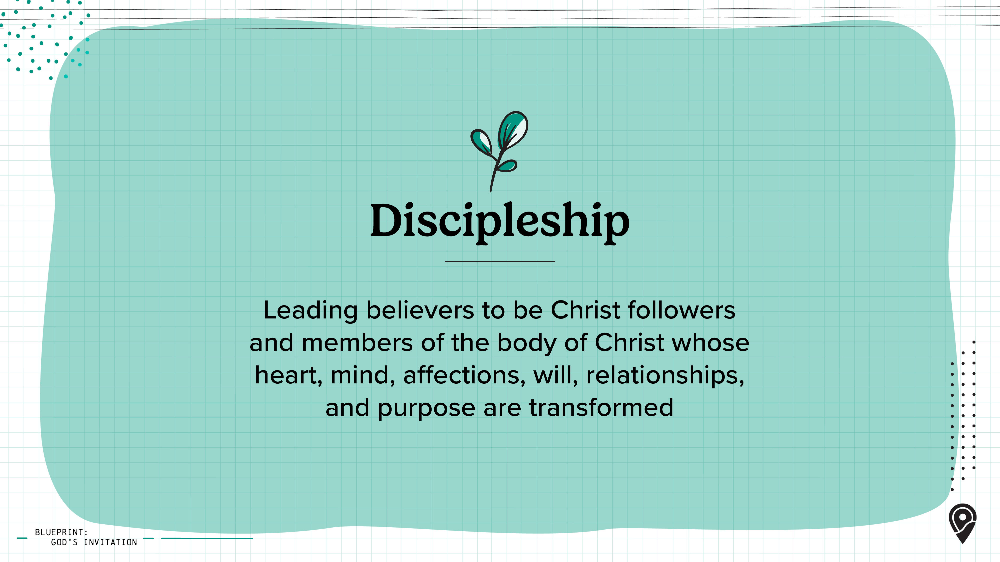 Discipleship
Leading believers to be Christ followers
and members of the body of Christ whose
heart, mind, affections, will, relationships,
and purpose are transformed
BLUEPRINT:
GOD'S INVITATION